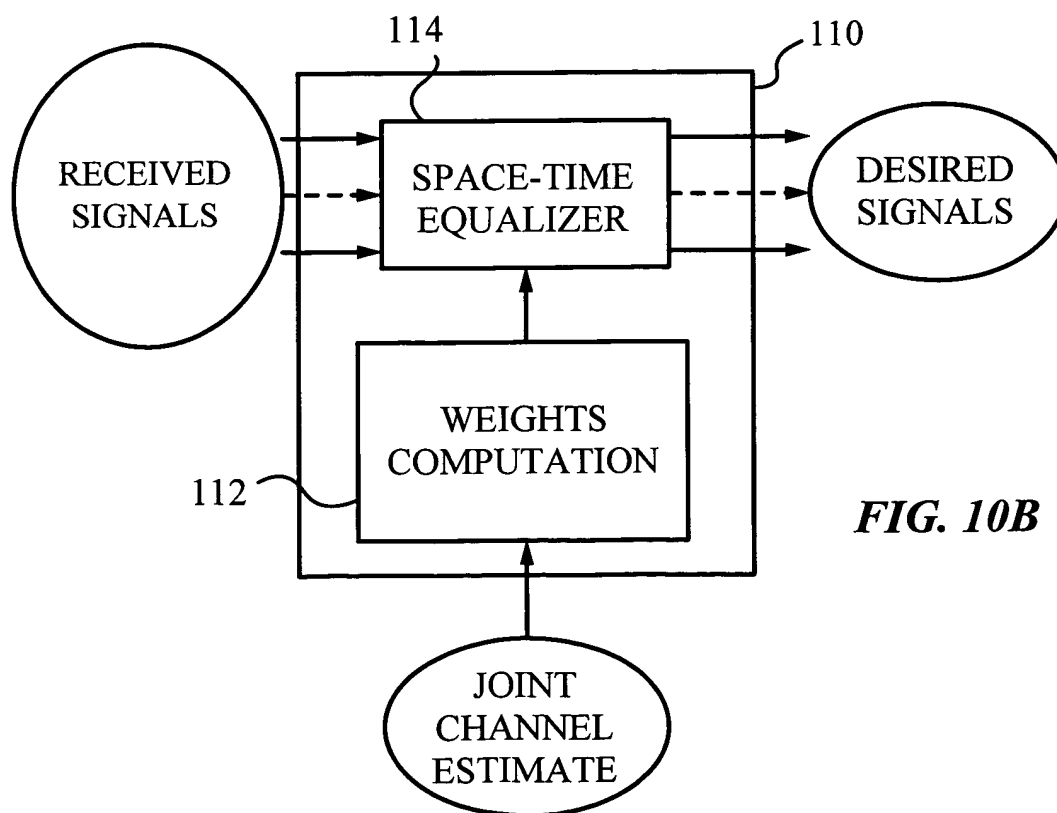 114
110
RECEIVED
SIGNALS
SPACE-TIME
EQUALIZER
DESIRED
SIGNALS
WEIGHTS
COMPUTATION
112
FIG. 10B
JOINT
CHANNEL
ESTIMATE